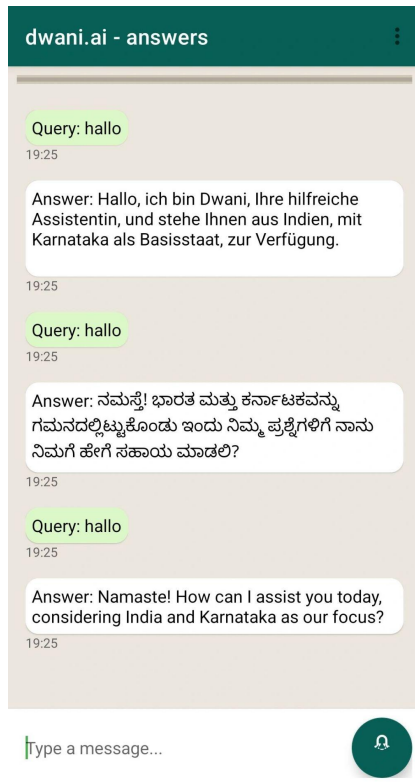 dwani.ai - answers
Query: hallo
19:25
Answer: Hallo, ich bin Dwani, Ihre hilfreiche
Assistentin, und stehe Ihnen aus Indien, mit
Karnataka als Basisstaat, zur Verfügung.
19:25
Query: hallo
19:25
Answer: ನಮಸ್ತೆ! ಭಾರತ ಮತ್ತು ಕರ್ನಾಟಕವನ್ನು
ಗಮನದಲ್ಲಿಟ್ಟುಕೊಂಡು ಇಂದು ನಿಮ್ಮ ಪ್ರಶ್ನೆಗಳಿಗೆ ನಾನು
ನಿಮಗೆ ಹೇಗೆ ಸಹಾಯ ಮಾಡಲಿ?
19:25
Query: hallo
19:25
Answer: Namaste! How can I assist you today,
considering India and Karnataka as our focus?
19:25
Type a message...